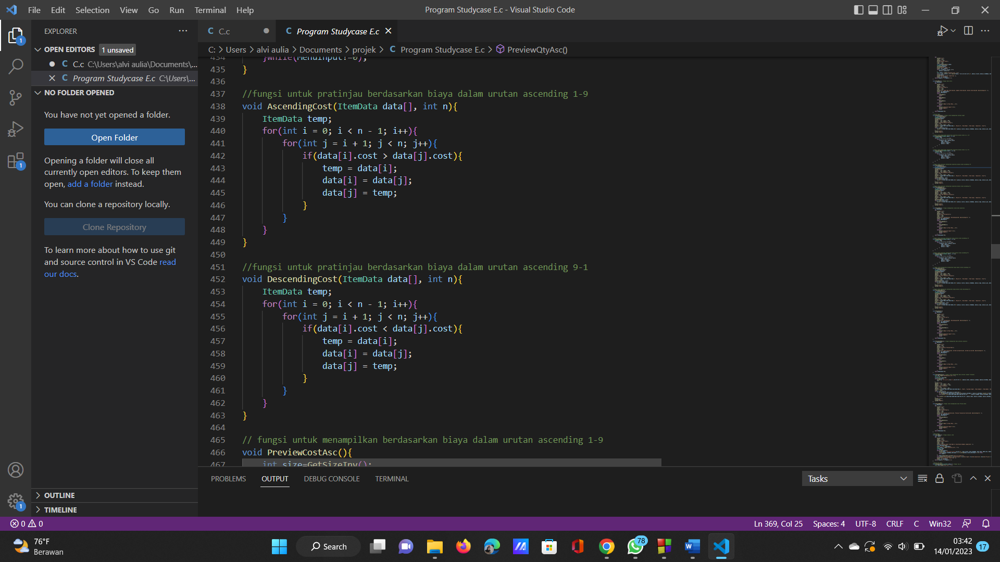 File Edit Selection View Go Run Terminal Help
Program Studycase E.c - Visual Studio Code
EXPLORER
C C.c
C Program Studycase E.c
OPEN EDITORS 1 unsaved
C: > Users > alvi aulia > Documents > projek > C Program Studycase E.c > PreviewQtyAsc()
C C.c C:\Users\alvi aulia\Documents\...
C Program Studycase E.c C:\Users\...
NO FOLDER OPENED
You have not yet opened a folder.
Open Folder
Opening a folder will close all
currently open editors. To keep them
open, add a folder instead.
You can clone a repository locally.
Clone Repository
To learn more about how to use git
and source control in VS Code read
our docs.
OUTLINE
TIMELINE
434 }while(MenuInput!=0);
435 }
436
437 //fungsi untuk pratinjau berdasarkan biaya dalam urutan ascending 1-9
438 void AscendingCost(ItemData data[], int n){
439 ItemData temp;
440 for(int i = 0; i < n - 1; i++){
441 for(int j = i + 1; j < n; j++){
442 if(data[i].cost > data[j].cost){
443 temp = data[i];
444 data[i] = data[j];
445 data[j] = temp;
446 }
447 }
448 }
449 }
450
451 //fungsi untuk pratinjau berdasarkan biaya dalam urutan ascending 9-1
452 void DescendingCost(ItemData data[], int n){
453 ItemData temp;
454 for(int i = 0; i < n - 1; i++){
455 for(int j = i + 1; j < n; j++){
456 if(data[i].cost < data[j].cost){
457 temp = data[i];
458 data[i] = data[j];
459 data[j] = temp;
460 }
461 }
462 }
463 }
464
465 // fungsi untuk menampilkan berdasarkan biaya dalam urutan ascending 1-9
466 void PreviewCostAsc(){
467 int size=GetSizeInv();
PROBLEMS OUTPUT DEBUG CONSOLE TERMINAL
Tasks
0 0
Ln 369, Col 25 Spaces: 4 UTF-8 CRLF C Win32
76°F
Berawan
Search
78
03:42
14/01/2023
17